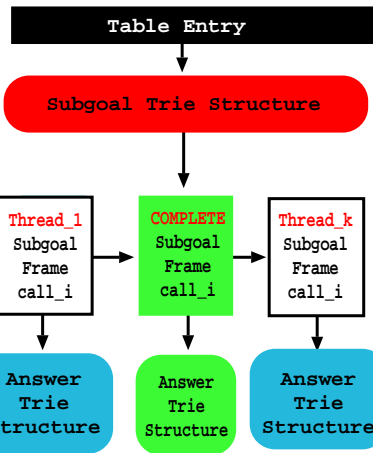 Table Entry
Subgoal Trie Structure
Thread_1
Subgoal
Frame
call_i
COMPLETE
Subgoal
Frame
call_i
Thread_k
Subgoal
Frame
call_i
Answer
Trie
tructure
Answer
Trie
Structure
Answer
Trie
Structure